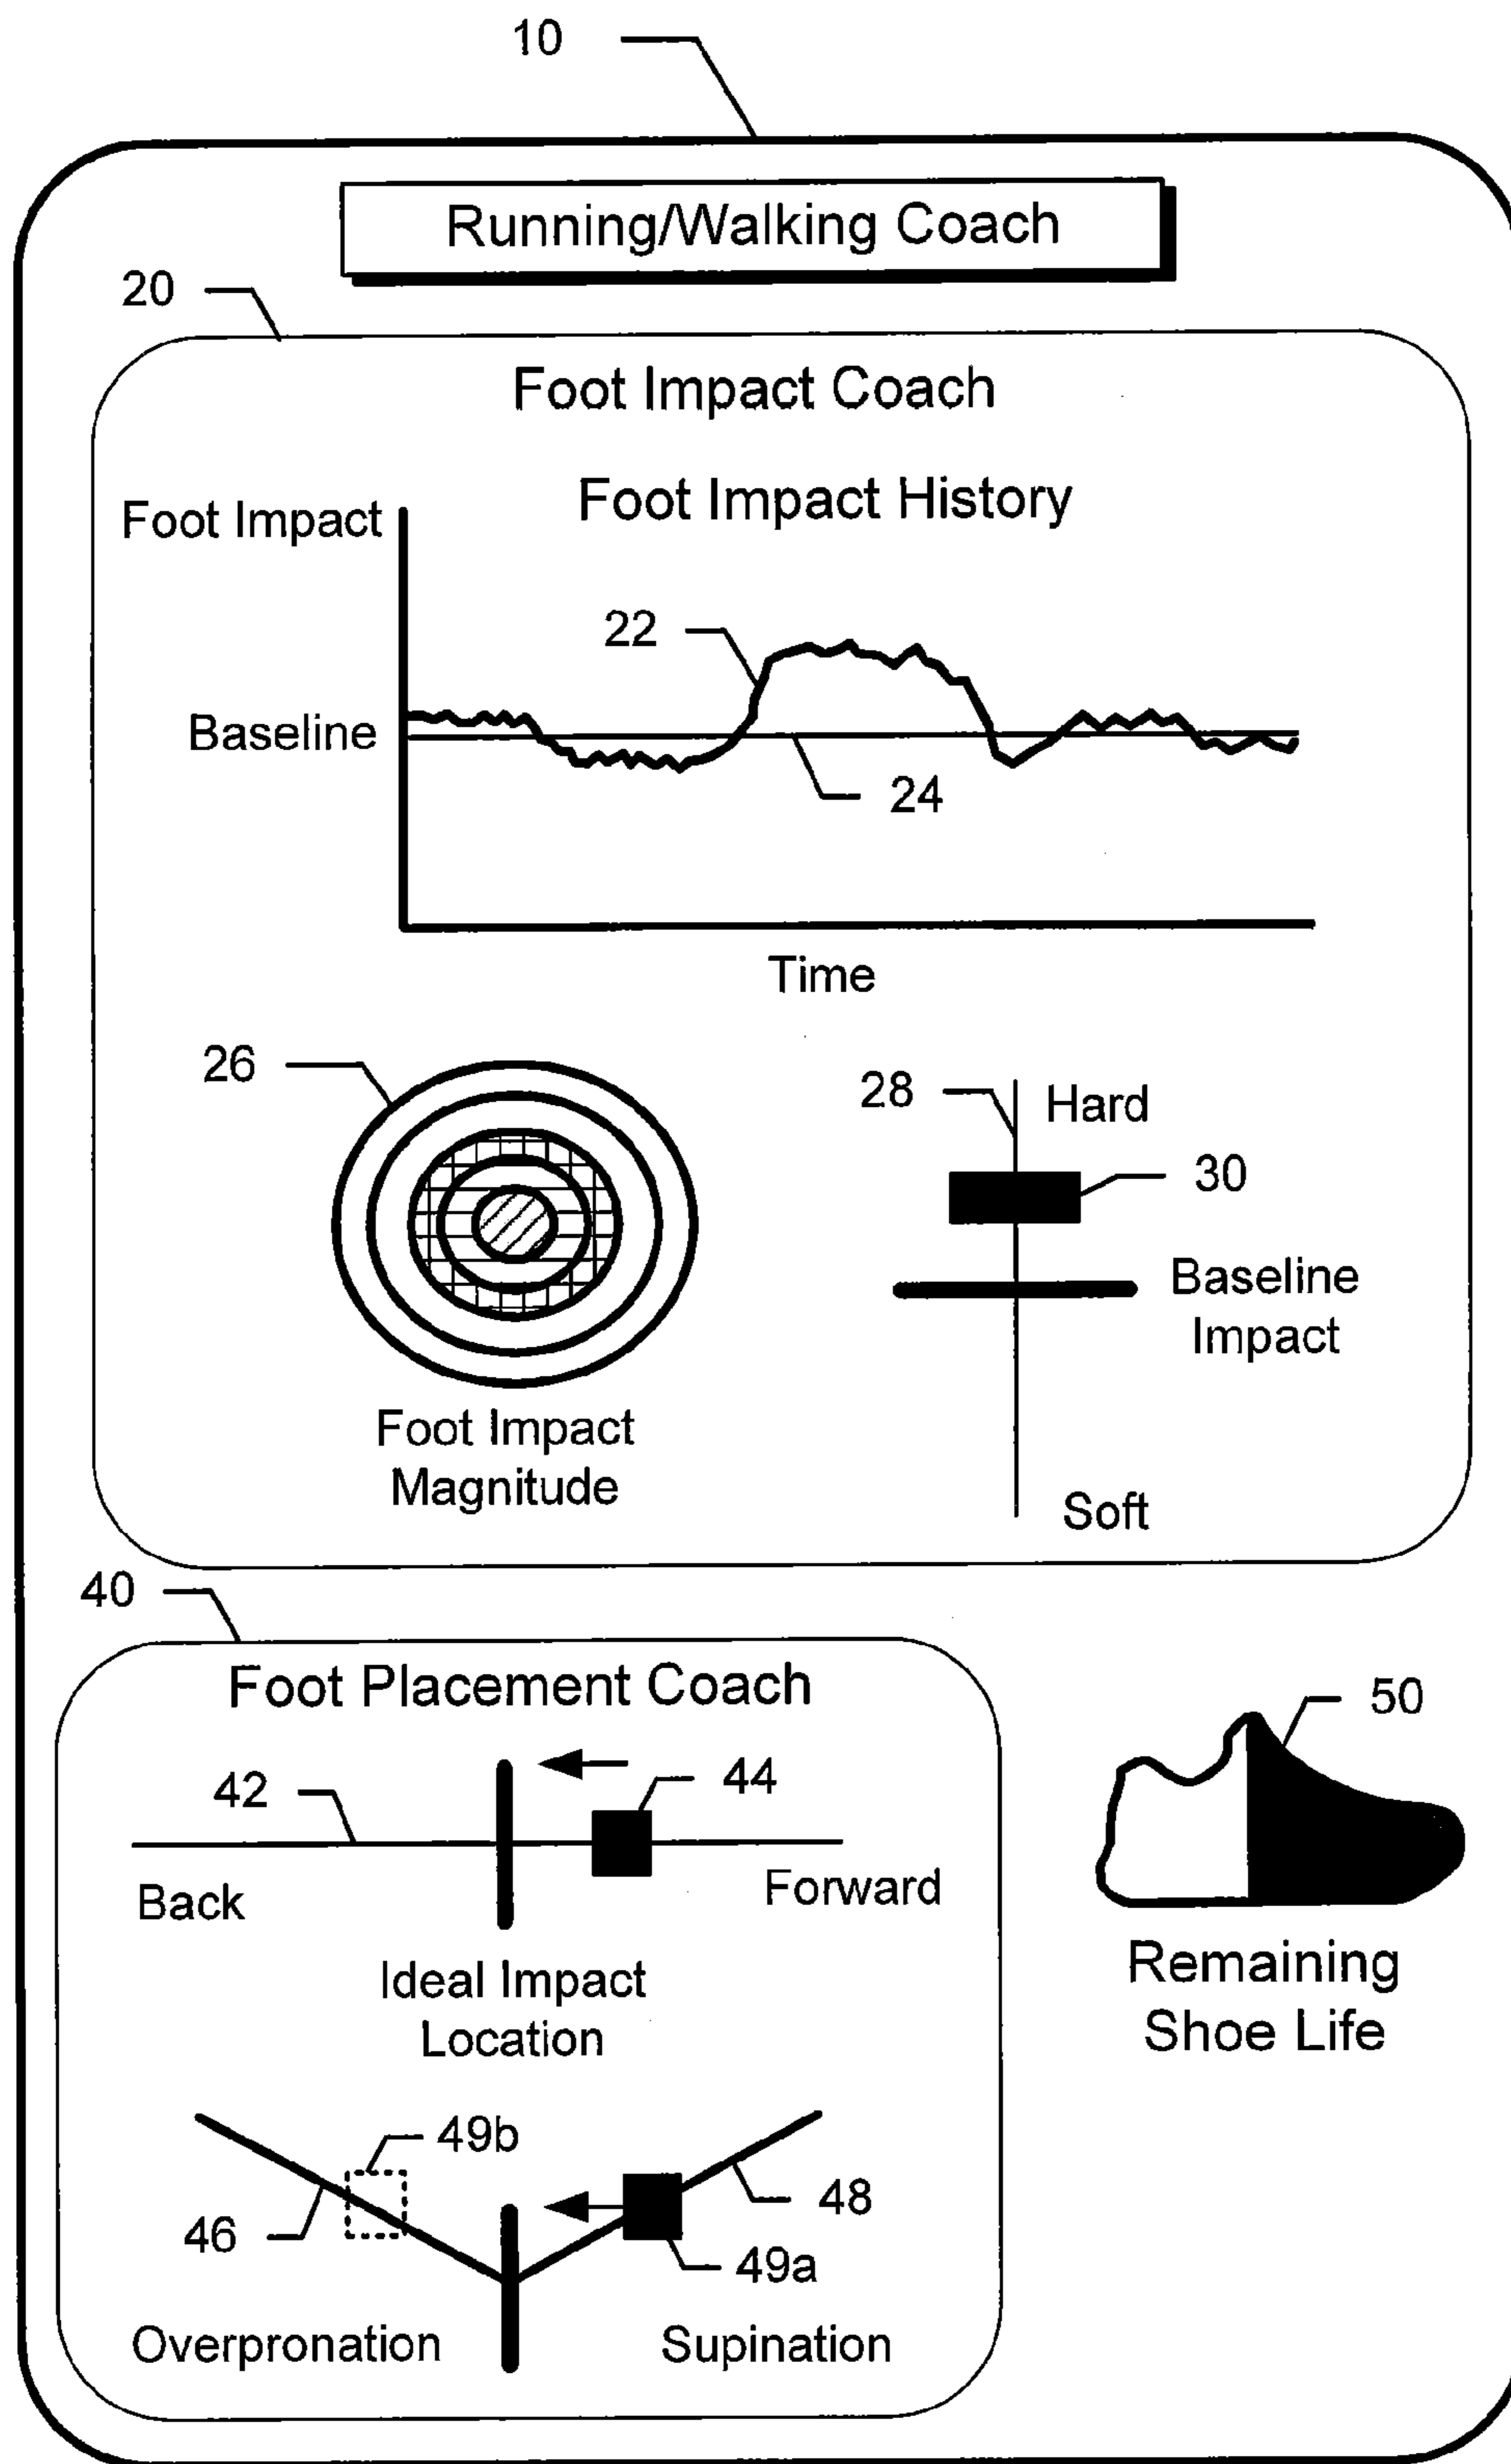 10
Running/Walking Coach
20
Foot Impact Coach
Foot Impact History
Foot Impact
22
Baseline
24
Time
26
28
Hard
30
Baseline
Impact
Foot Impact
Magnitude
Soft
40
Foot Placement Coach
50
42
44
Back
Forward
Ideal Impact
Location
Remaining
Shoe Life
49b
46
48
49a
Overpronation
Supination